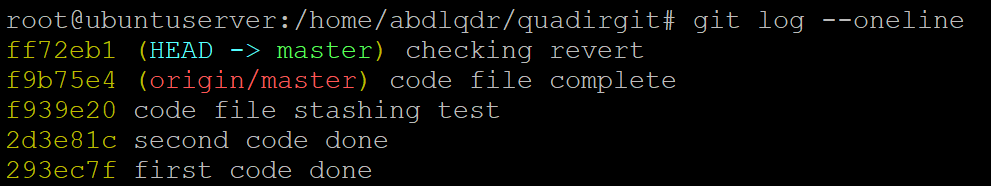 root@ubuntuserver:/home/abdlqdr/quadirgit# git log --oneline
ff72eb1 (HEAD -> master) checking revert
f9b75e4 (origin/master) code file complete
f939e20 code file stashing test
2d3e81c second code done
293ec7f first code done